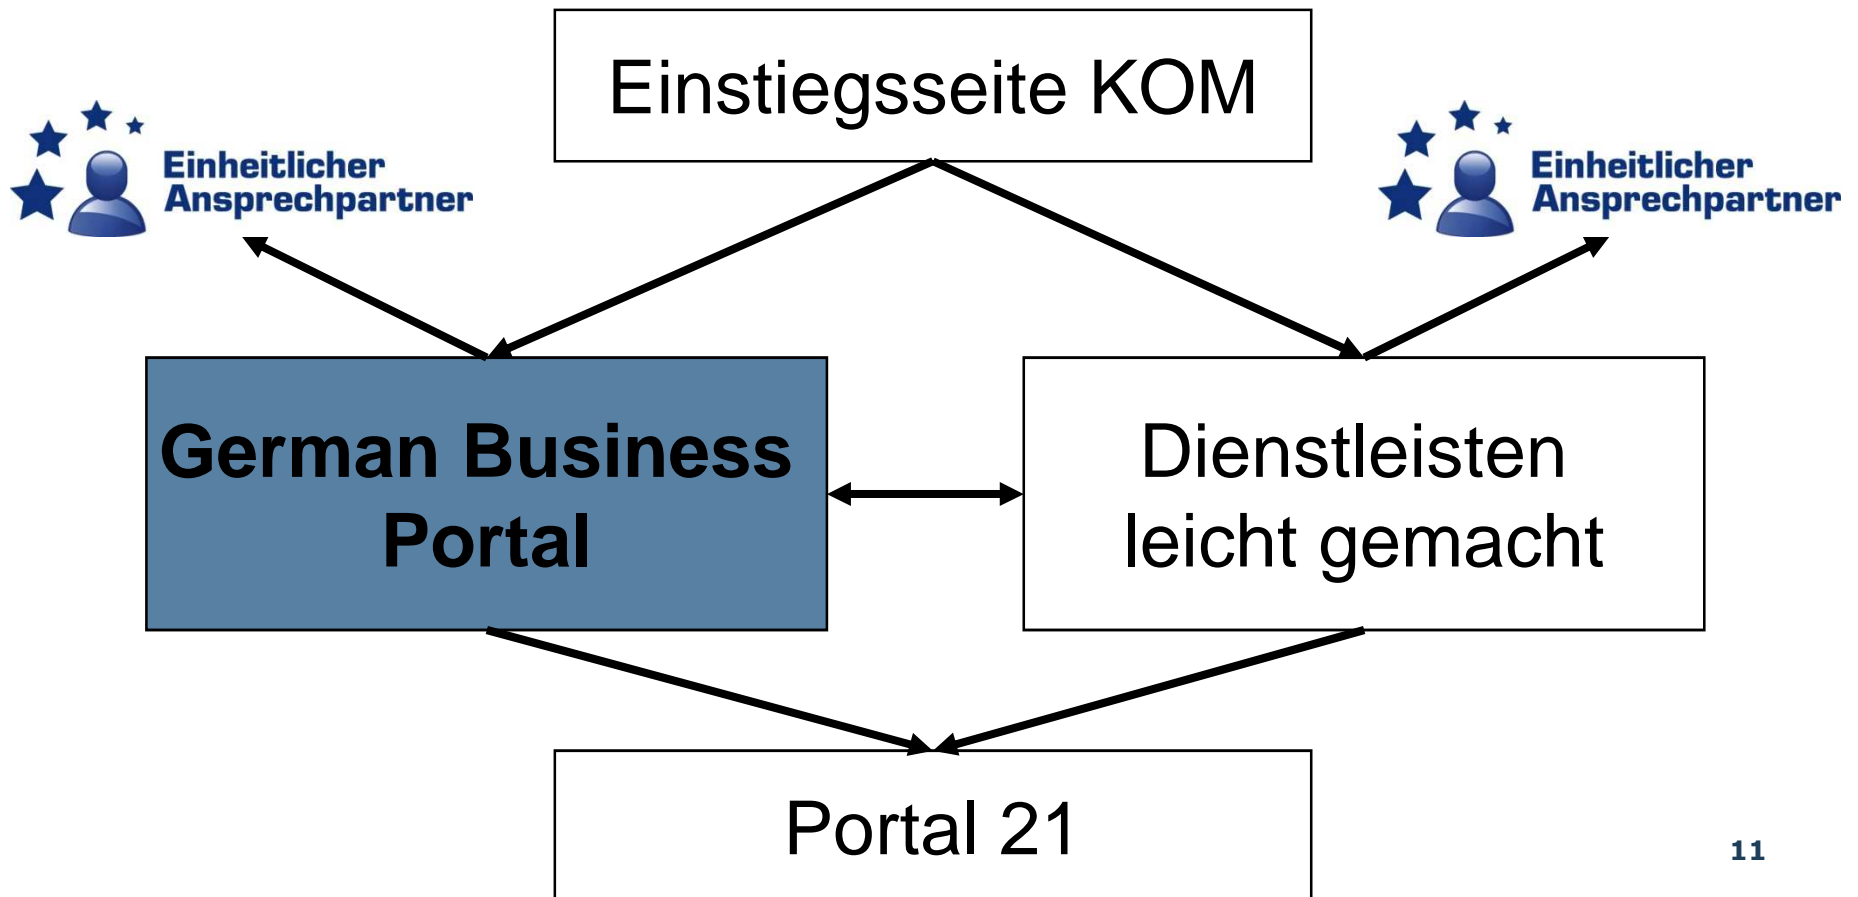 Einstiegsseite KOM
Einheitlicher
Ansprechpartner
Einheitlicher
Ansprechpartner
German Business
Portal
Dienstleisten
leicht gemacht
Portal 21
11